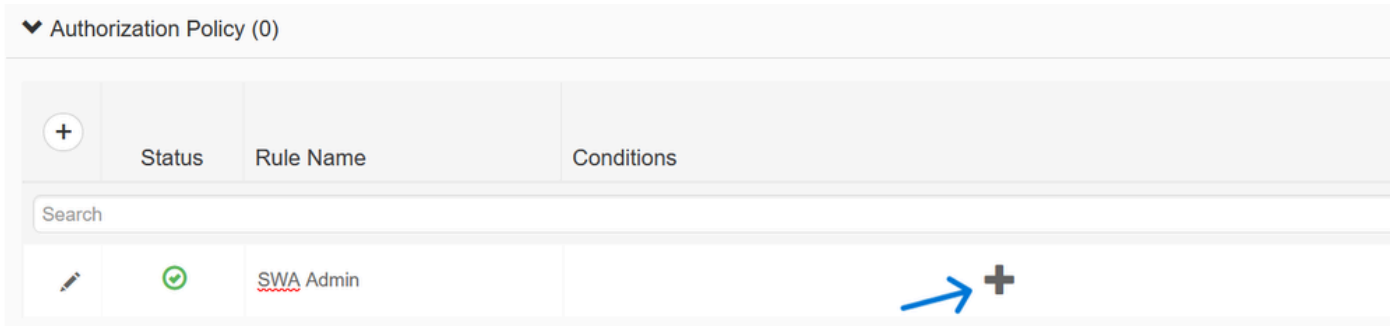 Authorization Policy (0)
Status Rule Name Conditions
Search
SWA Admin